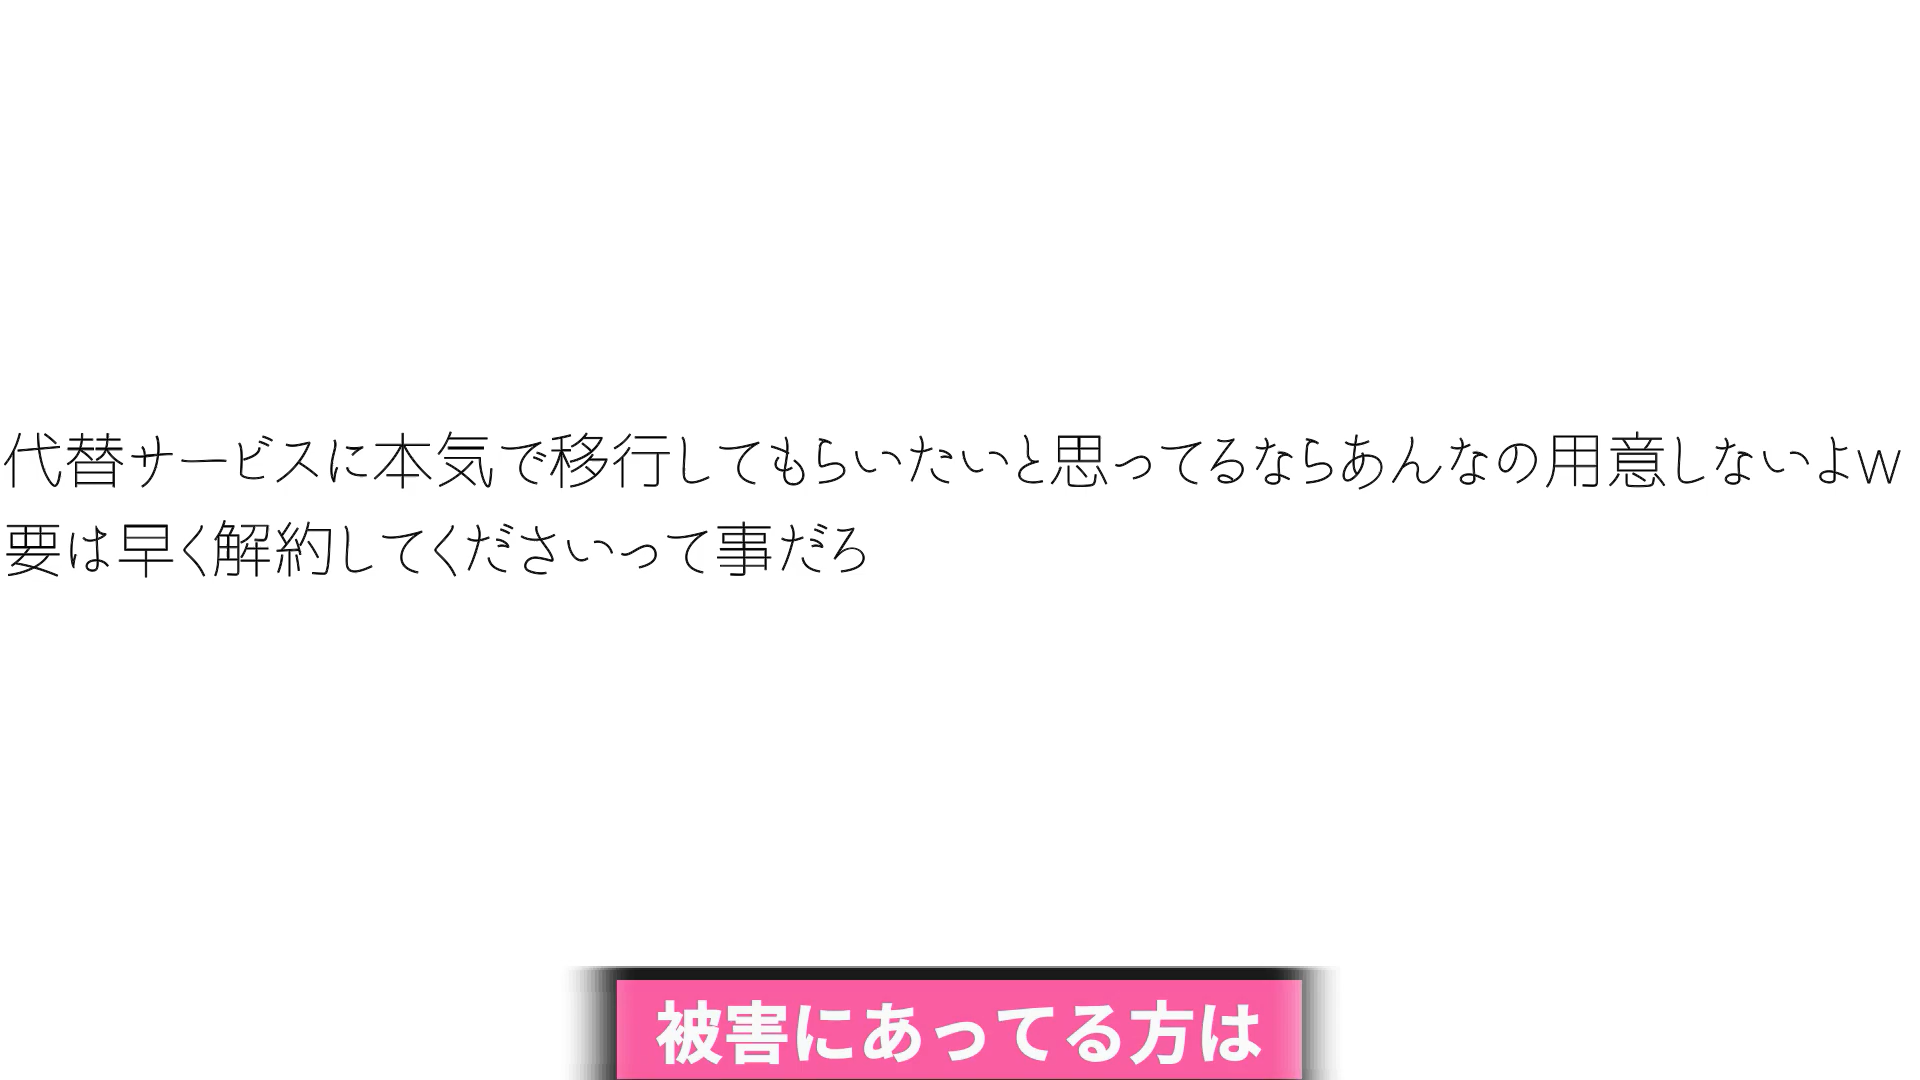 代替サービスに本気で移行してもらいたいと思ってるならあんなの用意しないよw
要は早く解約してくださいって事だろ
被害にあってる方は